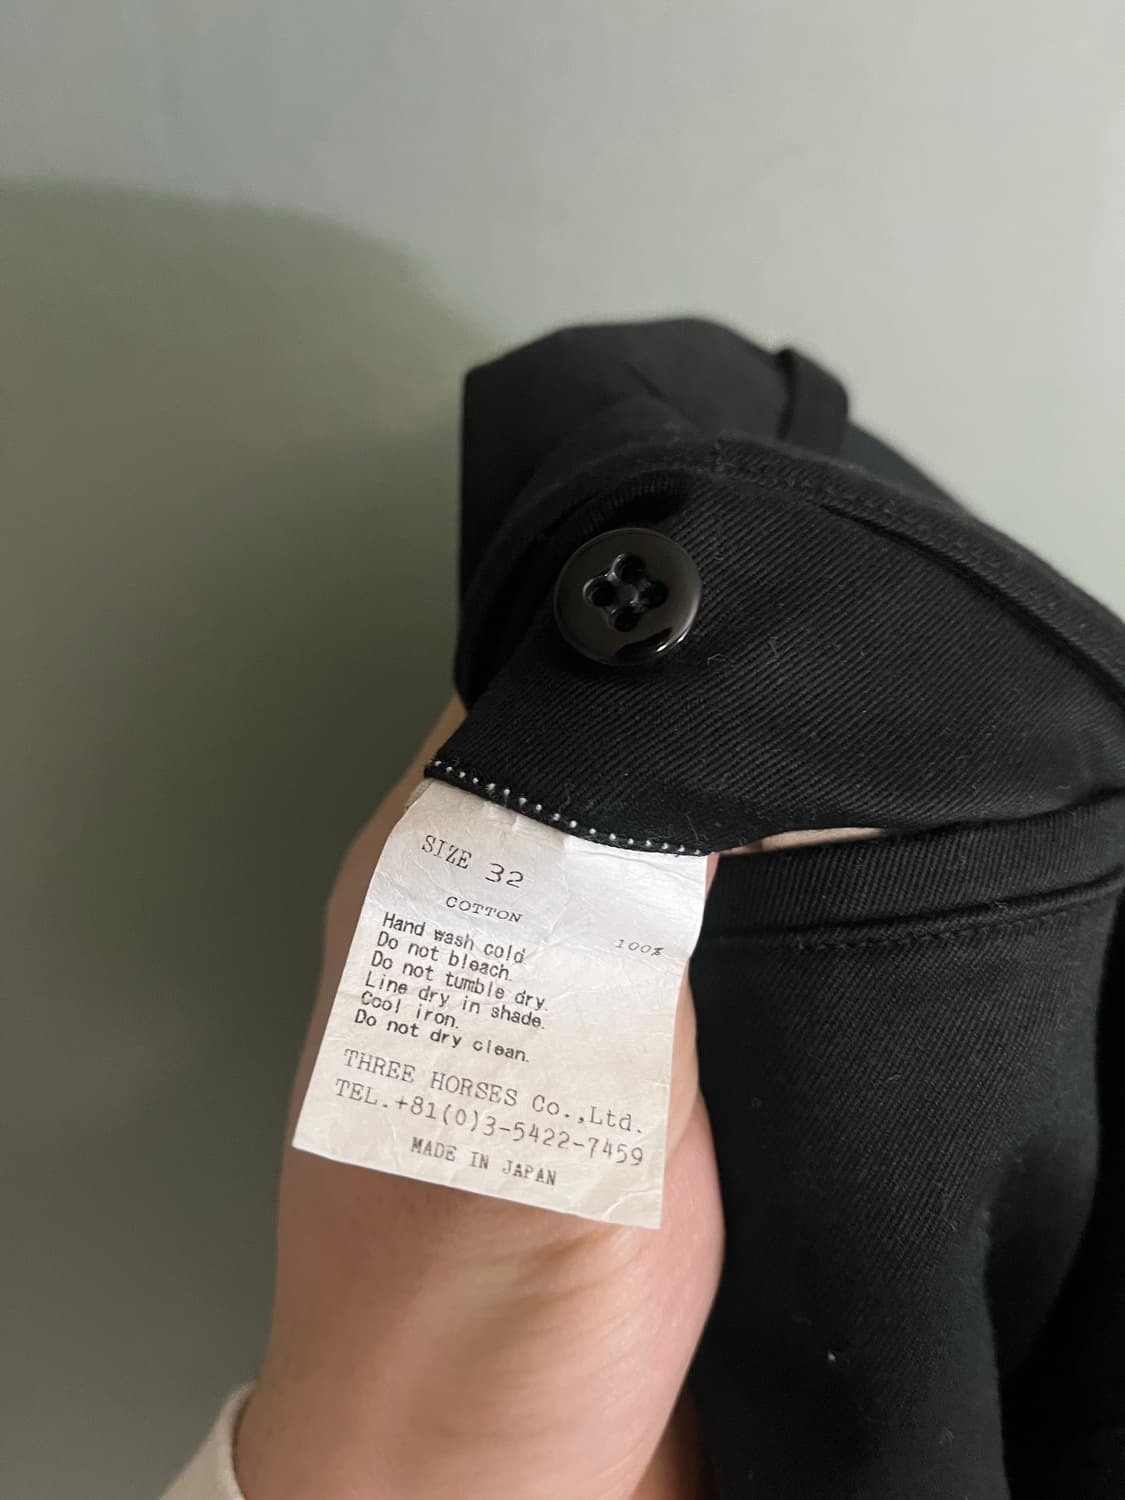 SIZE 32
COTTON 100%
Hand wash cold.
Do not bleach.
Do not tumble dry.
Line dry in shade.
Cool iron.
Do not dry clean.
THREE HORSES Co.,Ltd.
TEL.+81(0)3-5422-7459
MADE IN JAPAN